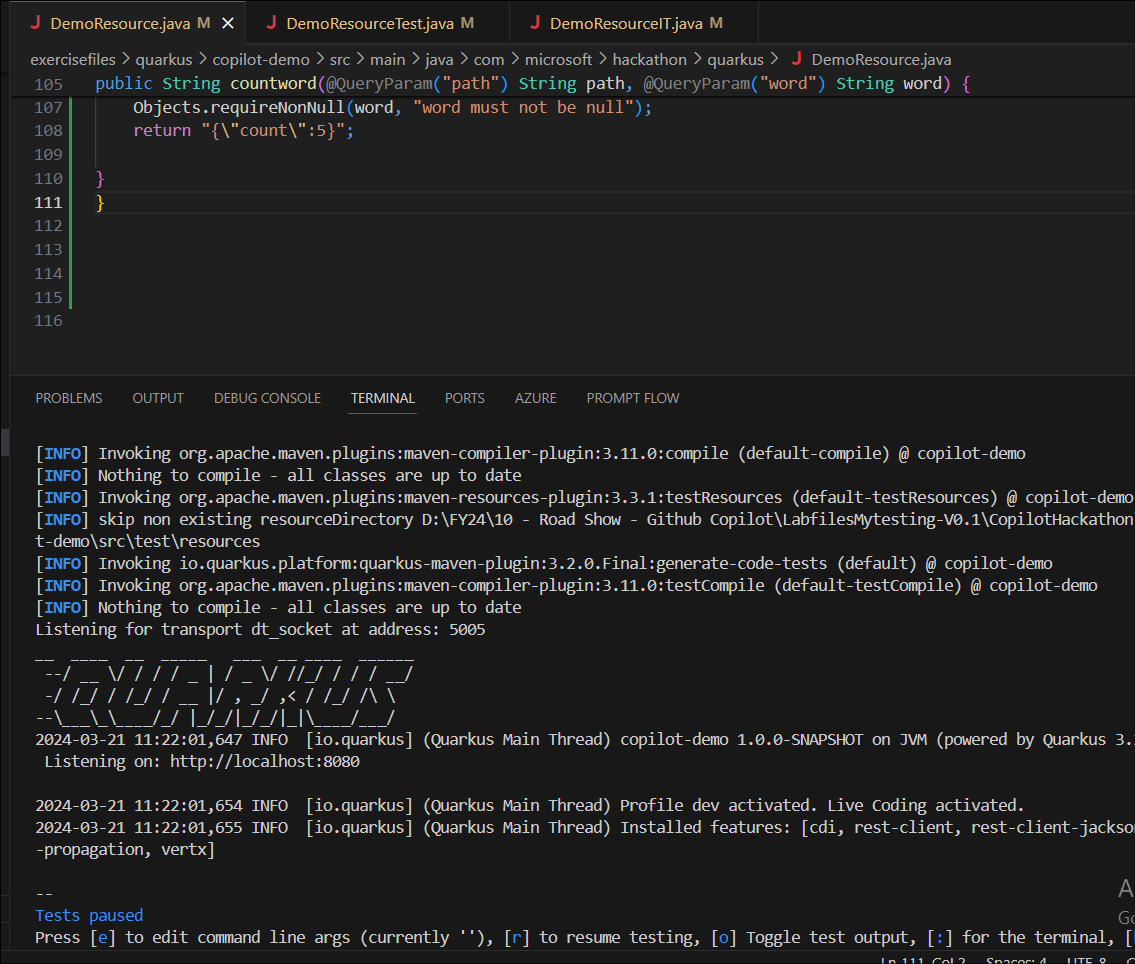 DemoResource.java M × DemoResourceTest.java M DemoResourceIT.java M
exercisefiles > quarkus > copilot-demo > src > main > java > com > microsoft > hackathon > quarkus > DemoResource.java
105 public String countword(@QueryParam("path") String path, @QueryParam("word") String word) {
107 Objects.requireNonNull(word, "word must not be null");
108 return "{\"count\":5}";
109
110 }
111 }
112
113
114
115
116
PROBLEMS OUTPUT DEBUG CONSOLE TERMINAL PORTS AZURE PROMPT FLOW
[INFO] Invoking org.apache.maven.plugins:maven-compiler-plugin:3.11.0:compile (default-compile) @ copilot-demo
[INFO] Nothing to compile - all classes are up to date
[INFO] Invoking org.apache.maven.plugins:maven-resources-plugin:3.3.1:testResources (default-testResources) @ copilot-demo
[INFO] skip non existing resourceDirectory D:\FY24\10 - Road Show - Github Copilot\LabfilesMytesting-V0.1\CopilotHackathon
t-demo\src\test\resources
[INFO] Invoking io.quarkus.platform:quarkus-maven-plugin:3.2.0.Final:generate-code-tests (default) @ copilot-demo
[INFO] Invoking org.apache.maven.plugins:maven-compiler-plugin:3.11.0:testCompile (default-testCompile) @ copilot-demo
[INFO] Nothing to compile - all classes are up to date
Listening for transport dt_socket at address: 5005
__  ____  __  _____   ___  __ ____  ______
 --/ __ \/ / / / _ | / _ \/ //_/ / / / __/
 -/ /_/ / /_/ / __ |/ , _/ ,< / /_/ /\ \
--\___\_\____/_/ |_/_/|_/_/|_|\____/___/
2024-03-21 11:22:01,647 INFO [io.quarkus] (Quarkus Main Thread) copilot-demo 1.0.0-SNAPSHOT on JVM (powered by Quarkus 3.
Listening on: http://localhost:8080
2024-03-21 11:22:01,654 INFO [io.quarkus] (Quarkus Main Thread) Profile dev activated. Live Coding activated.
2024-03-21 11:22:01,655 INFO [io.quarkus] (Quarkus Main Thread) Installed features: [cdi, rest-client, rest-client-jackso
-propagation, vertx]
--
Tests paused
Press [e] to edit command line args (currently ''), [r] to resume testing, [o] Toggle test output, [:] for the terminal, [
Ln 111, Col 2 Spaces: 4 UTF-8